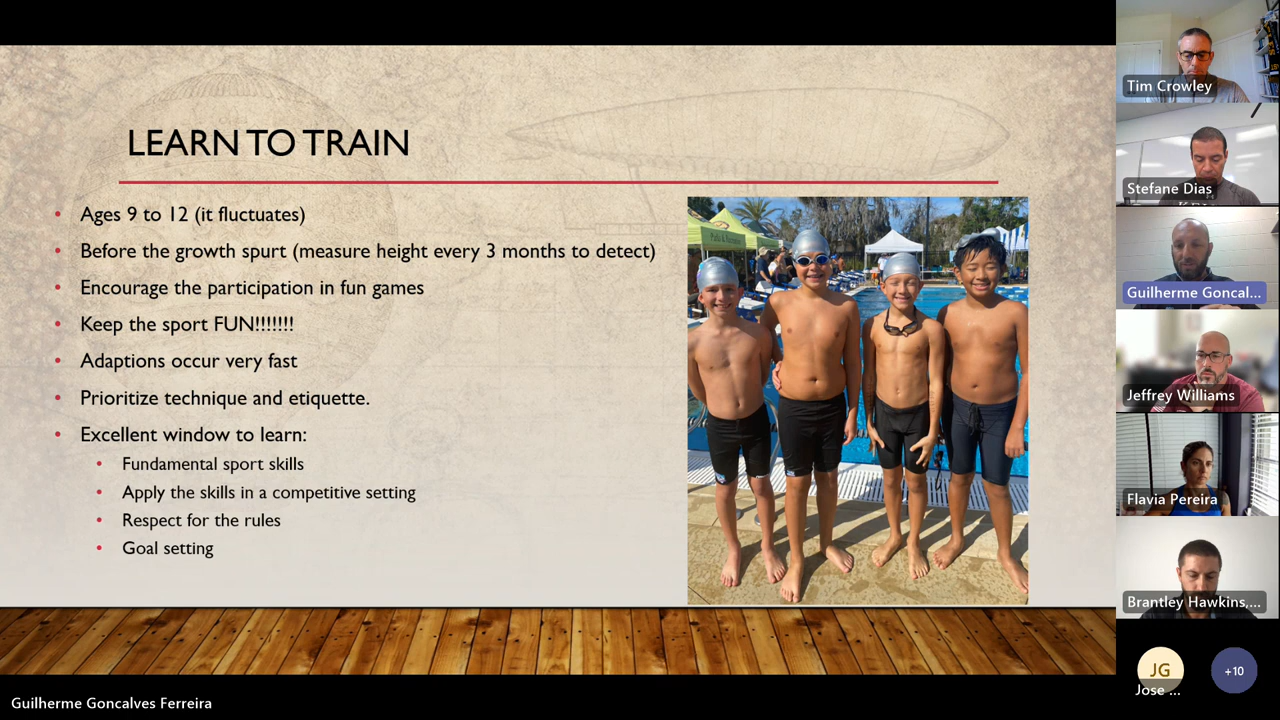 LEARN TO TRAIN
Ages 9 to 12 (it fluctuates)
Before the growth spurt (measure height every 3 months to detect)
Encourage the participation in fun games
Keep the sport FUN!!!!!!!
Adaptions occur very fast
Prioritize technique and etiquette.
Excellent window to learn:
Fundamental sport skills
Apply the skills in a competitive setting
Respect for the rules
Goal setting
Tim Crowley
Stefane Dias
Guilherme Goncal...
Jeffrey Williams
Flavia Pereira
Brantley Hawkins,...
JG
Jose ...
+10
Guilherme Goncalves Ferreira